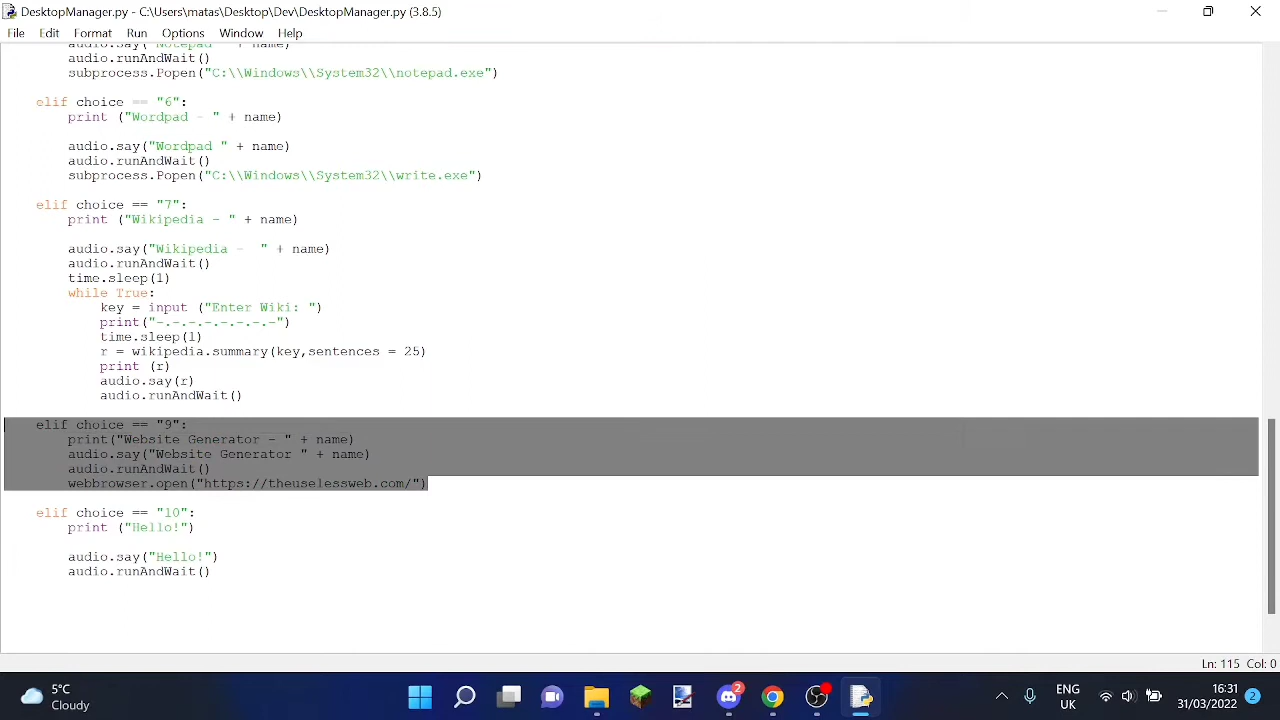 DesktopManager.py - C:\Users\matas\Desktop\Dev\DesktopManager.py (3.8.5)
File Edit Format Run Options Window Help
audio.say("Notepad " + name)
audio.runAndWait()
subprocess.Popen("C:\\Windows\\System32\\notepad.exe")
elif choice == "6":
print ("Wordpad - " + name)
audio.say("Wordpad " + name)
audio.runAndWait()
subprocess.Popen("C:\\Windows\\System32\\write.exe")
elif choice == "7":
print ("Wikipedia - " + name)
audio.say("Wikipedia -  " + name)
audio.runAndWait()
time.sleep(1)
while True:
key = input ("Enter Wiki: ")
print("-.-.-.-.-.-.-.-")
time.sleep(1)
r = wikipedia.summary(key,sentences = 25)
print (r)
audio.say(r)
audio.runAndWait()
elif choice == "9":
print("Website Generator - " + name)
audio.say("Website Generator " + name)
audio.runAndWait()
webbrowser.open("https://theuselessweb.com/")
elif choice == "10":
print ("Hello!")
audio.say("Hello!")
audio.runAndWait()
Ln: 115 Col: 0
5°C
Cloudy
2
ENG
UK
16:31
31/03/2022
2